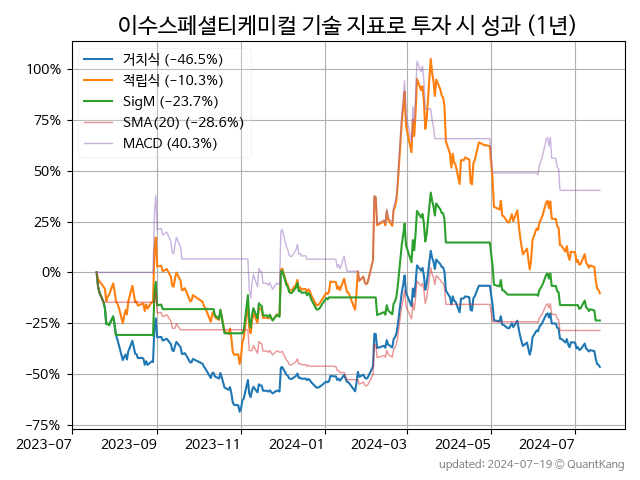 이수스페셜티케미컬 기술 지표로 투자 시 성과 (1년)
거치식 (−46.5%)
적립식 (−10.3%)
SigM (−23.7%)
SMA(20) (−28.6%)
MACD (40.3%)
100%
75%
50%
25%
0%
−25%
−50%
−75%
2023-07 2023-09 2023-11 2024-01 2024-03 2024-05 2024-07
updated: 2024-07-19 © QuantKang